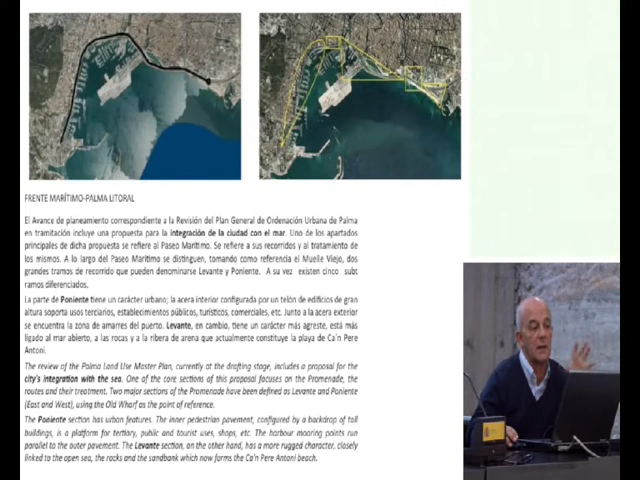 FRENTE MARÍTIMO-PALMA LITORAL
El Avance de planeamiento correspondiente a la Revisión del Plan General de Ordenación Urbana de Palma
en tramitación incluye una propuesta para la integración de la ciudad con el mar. Uno de los apartados
principales de dicha propuesta se refiere al Paseo Marítimo. Se refiere a sus recorridos y al tratamiento de
los mismos. A lo largo del Paseo Marítimo se distinguen, tomando como referencia el Muelle Viejo, dos
grandes tramos de recorrido que pueden denominarse Levante y Poniente. A su vez existen cinco subt
ramos diferenciados.
La parte de Poniente tiene un carácter urbano; la acera interior configurada por un telón de edificios de gran
altura soporta usos terciarios, establecimientos públicos, turísticos, comerciales, etc. Junto a la acera exterior
se encuentra la zona de amarres del puerto. Levante, en cambio, tiene un carácter más agreste, está más
ligado al mar abierto, a las rocas y a la ribera de arena que actualmente constituye la playa de Ca'n Pere
Antoni.
The review of the Palma Land Use Master Plan, currently at the drafting stage, includes a proposal for the
city's integration with the sea. One of the core sections of this proposal focuses on the Promenade, the
routes and their treatment. Two major sections of the Promenade have been defined as Levante and Poniente
(East and West), using the Old Wharf as the point of reference.
The Poniente section has urban features. The inner pedestrian pavement, configured by a backdrop of tall
buildings, is a platform for tertiary, public and tourist uses, shops, etc. The harbour mooring points run
parallel to the outer pavement. The Levante section, on the other hand, has a more rugged character, closely
linked to the open sea, the rocks and the sandbank which now forms the Ca'n Pere Antoni beach.